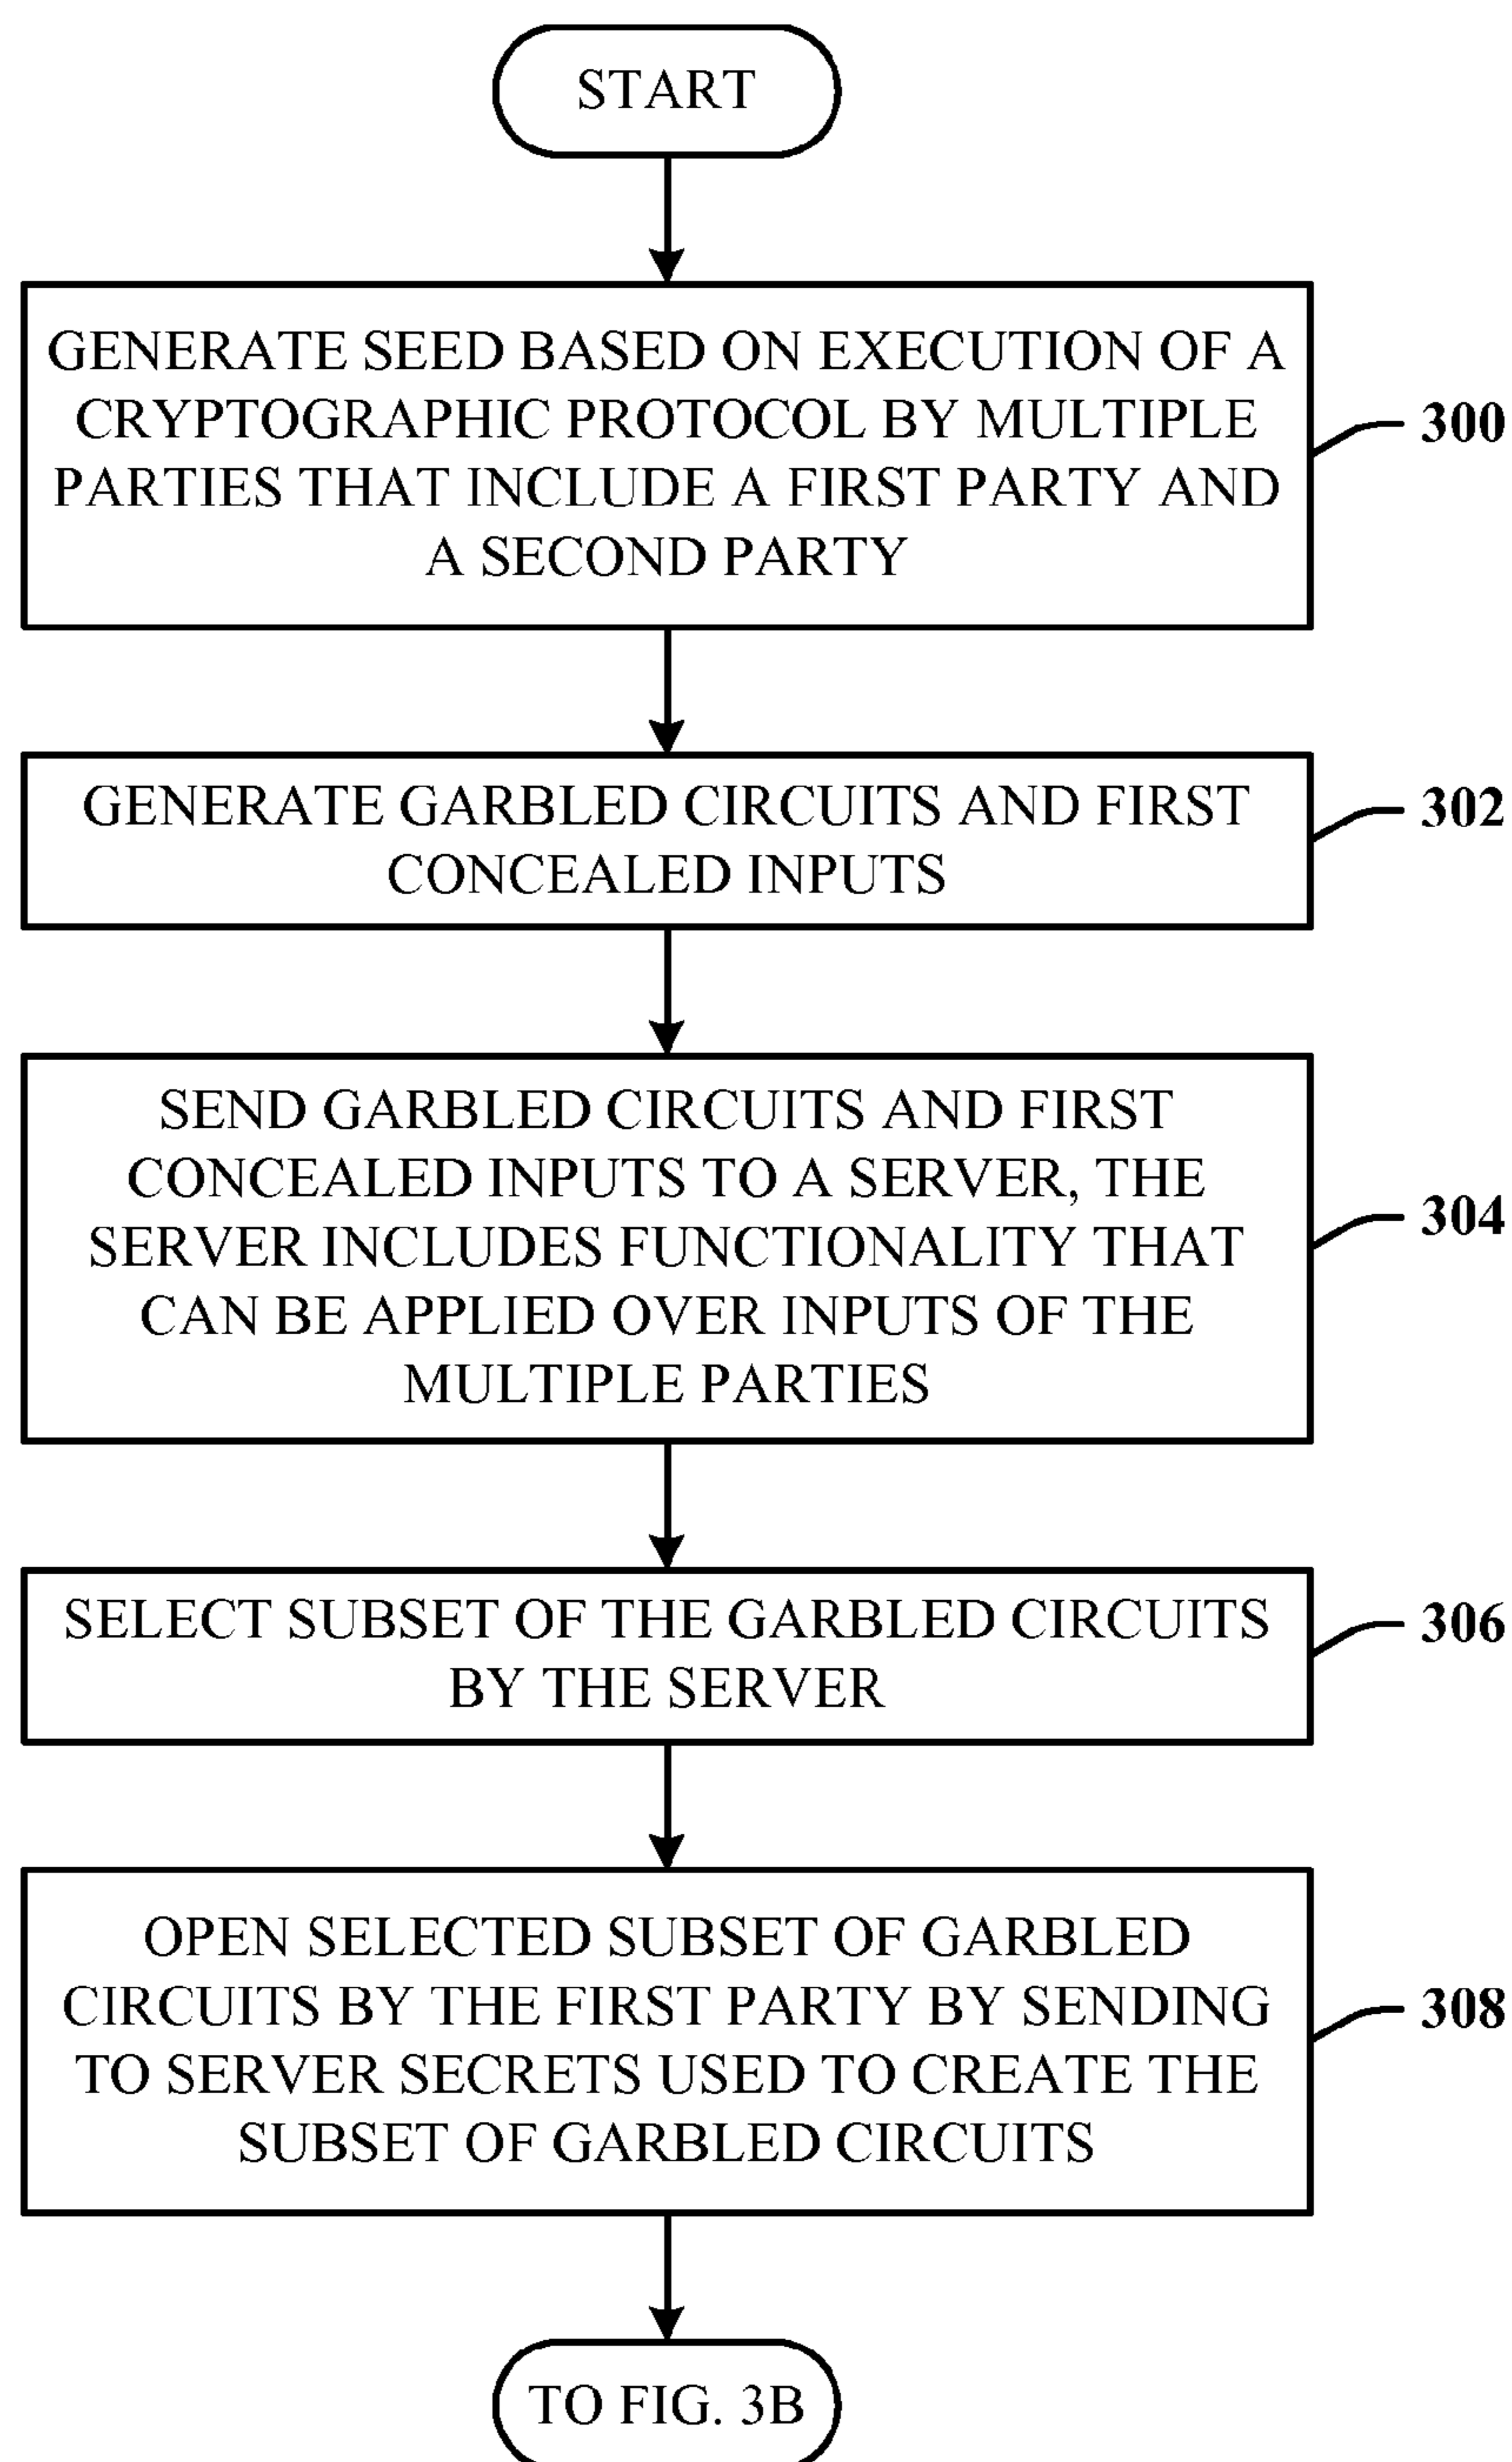 START
GENERATE SEED BASED ON EXECUTION OF A
CRYPTOGRAPHIC PROTOCOL BY MULTIPLE
PARTIES THAT INCLUDE A FIRST PARTY AND
A SECOND PARTY
300
GENERATE GARBLED CIRCUITS AND FIRST
CONCEALED INPUTS
302
SEND GARBLED CIRCUITS AND FIRST
CONCEALED INPUTS TO A SERVER, THE
SERVER INCLUDES FUNCTIONALITY THAT
CAN BE APPLIED OVER INPUTS OF THE
MULTIPLE PARTIES
304
SELECT SUBSET OF THE GARBLED CIRCUITS
BY THE SERVER
306
OPEN SELECTED SUBSET OF GARBLED
CIRCUITS BY THE FIRST PARTY BY SENDING
TO SERVER SECRETS USED TO CREATE THE
SUBSET OF GARBLED CIRCUITS
308
TO FIG. 3B